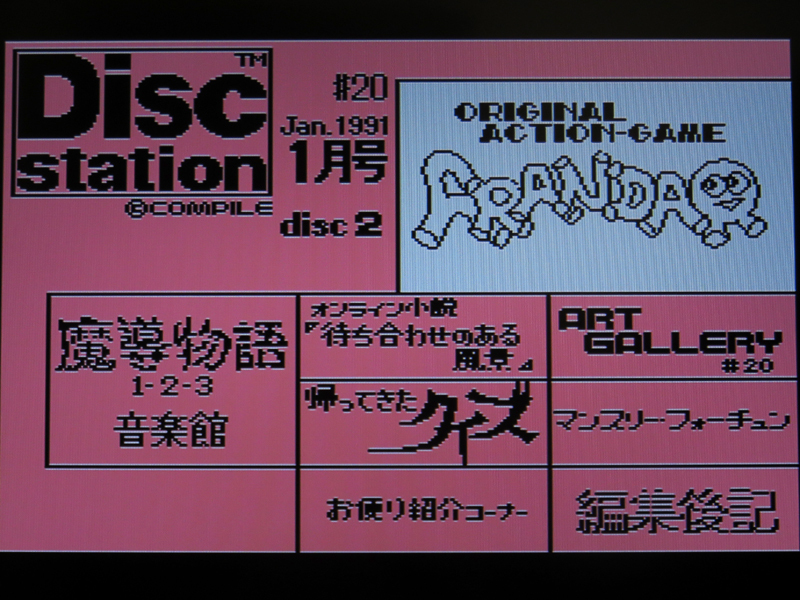 Disc™
station
©COMPILE
#20
Jan.1991
1月号
disc 2
ORIGINAL
ACTION-GAME
GRANiDA
魔導物語
1-2-3
音楽館
オンライン小説
『待ち合わせのある
風景』
帰ってきた
クイズ
お便り紹介コーナー
ART
GALLERY
#20
マンスリーフォーチュン
編集後記